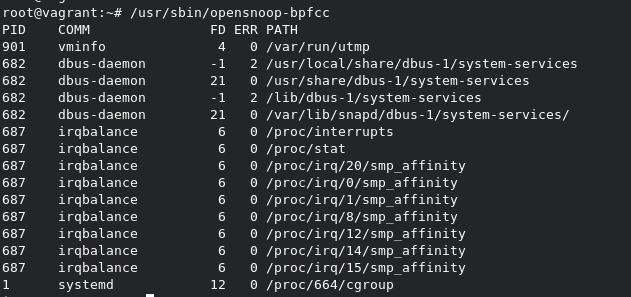 root@vagrant:~# /usr/sbin/opensnoop-bpfcc
PID    COMM               FD ERR PATH
901    vminfo              4   0 /var/run/utmp
682    dbus-daemon        -1   2 /usr/local/share/dbus-1/system-services
682    dbus-daemon        21   0 /usr/share/dbus-1/system-services
682    dbus-daemon        -1   2 /lib/dbus-1/system-services
682    dbus-daemon        21   0 /var/lib/snapd/dbus-1/system-services/
687    irqbalance          6   0 /proc/interrupts
687    irqbalance          6   0 /proc/stat
687    irqbalance          6   0 /proc/irq/20/smp_affinity
687    irqbalance          6   0 /proc/irq/0/smp_affinity
687    irqbalance          6   0 /proc/irq/1/smp_affinity
687    irqbalance          6   0 /proc/irq/8/smp_affinity
687    irqbalance          6   0 /proc/irq/12/smp_affinity
687    irqbalance          6   0 /proc/irq/14/smp_affinity
687    irqbalance          6   0 /proc/irq/15/smp_affinity
1      systemd            12   0 /proc/664/cgroup